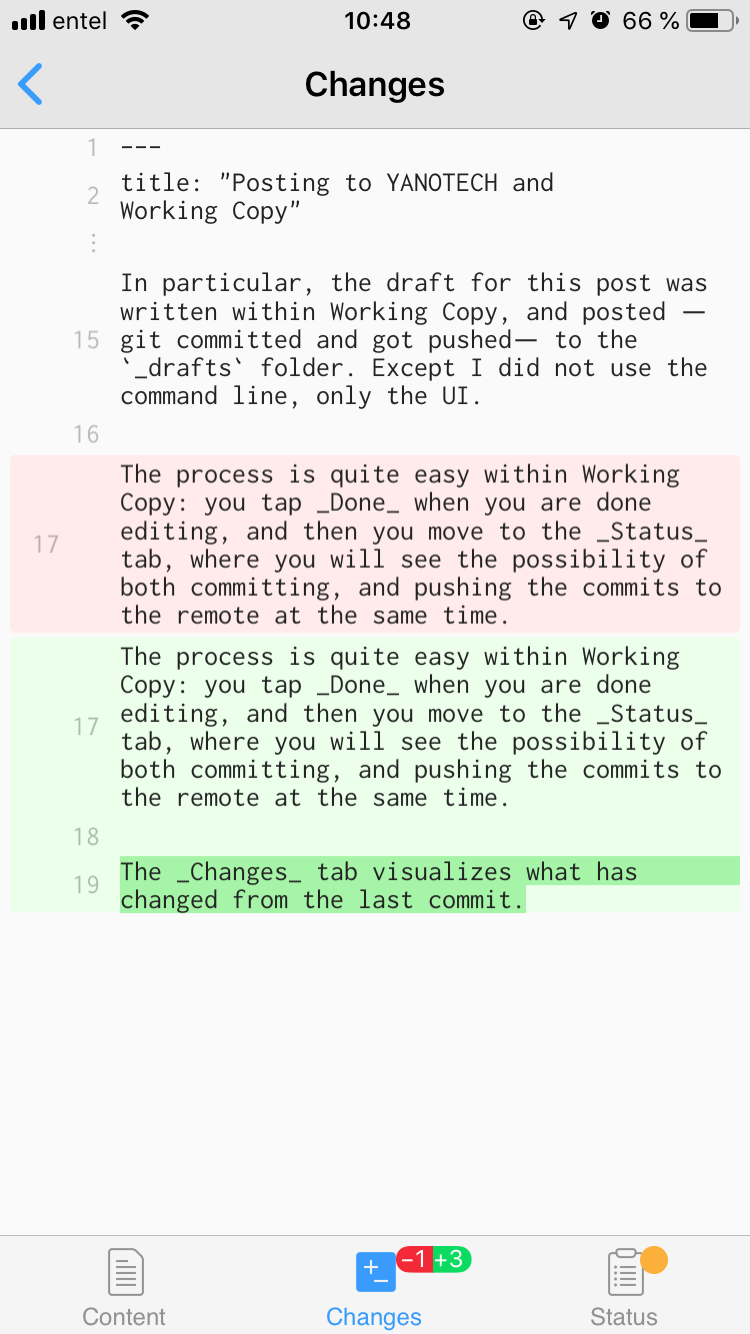 entel 10:48 66 %
Changes
1 ---
2 title: "Posting to YANOTECH and
Working Copy"
⋮
In particular, the draft for this post was
written within Working Copy, and posted —
15 git committed and got pushed— to the
`_drafts` folder. Except I did not use the
command line, only the UI.
16
The process is quite easy within Working
Copy: you tap _Done_ when you are done
17 editing, and then you move to the _Status_
tab, where you will see the possibility of
both committing, and pushing the commits to
the remote at the same time.
The process is quite easy within Working
Copy: you tap _Done_ when you are done
17 editing, and then you move to the _Status_
tab, where you will see the possibility of
both committing, and pushing the commits to
the remote at the same time.
18
19 The _Changes_ tab visualizes what has
changed from the last commit.
−1 +3
Content Changes Status